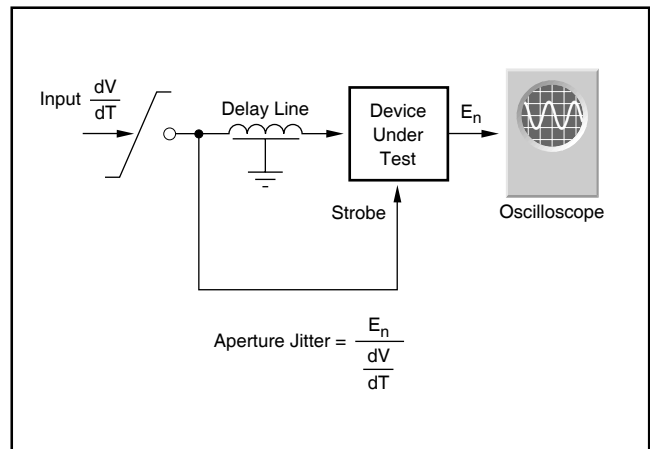 Input dV/dT
Delay Line
Device
Under
Test
En
Strobe
Oscilloscope
Aperture Jitter = En / dV/dT